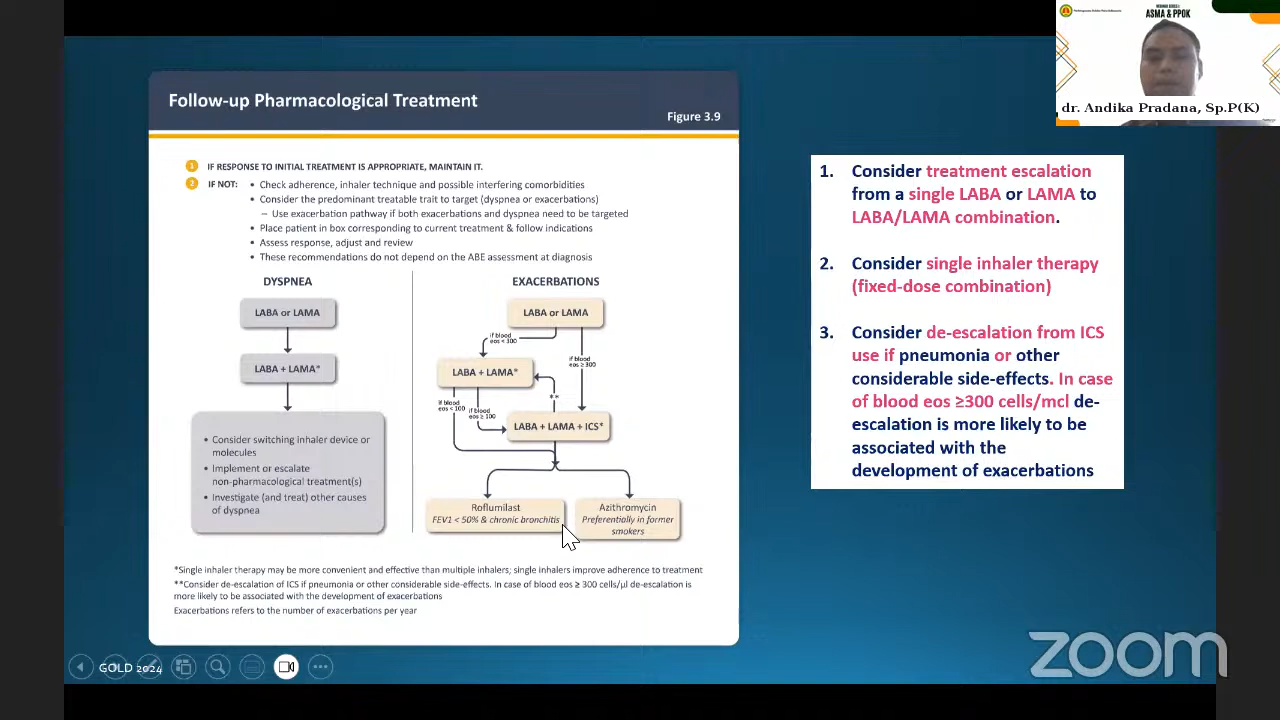 ASMA & PPOK
dr. Andika Pradana, Sp.P(K)
Follow-up Pharmacological Treatment
Figure 3.9
1 IF RESPONSE TO INITIAL TREATMENT IS APPROPRIATE, MAINTAIN IT.
2 IF NOT: • Check adherence, inhaler technique and possible interfering comorbidities
• Consider the predominant treatable trait to target (dyspnea or exacerbations)
– Use exacerbation pathway if both exacerbations and dyspnea need to be targeted
• Place patient in box corresponding to current treatment & follow indications
• Assess response, adjust and review
• These recommendations do not depend on the ABE assessment at diagnosis
DYSPNEA
LABA or LAMA
LABA + LAMA*
• Consider switching inhaler device or
molecules
• Implement or escalate
non-pharmacological treatment(s)
• Investigate (and treat) other causes
of dyspnea
EXACERBATIONS
LABA or LAMA
if blood
eos < 300
if blood
eos ≥ 300
LABA + LAMA*
if blood
eos < 100
if blood
eos ≥ 100
**
LABA + LAMA + ICS*
Roflumilast
FEV1 < 50% & chronic bronchitis
Azithromycin
Preferentially in former
smokers
*Single inhaler therapy may be more convenient and effective than multiple inhalers; single inhalers improve adherence to treatment
**Consider de-escalation of ICS if pneumonia or other considerable side-effects. In case of blood eos ≥ 300 cells/µl de-escalation is
more likely to be associated with the development of exacerbations
Exacerbations refers to the number of exacerbations per year
1. Consider treatment escalation
from a single LABA or LAMA to
LABA/LAMA combination.
2. Consider single inhaler therapy
(fixed-dose combination)
3. Consider de-escalation from ICS
use if pneumonia or other
considerable side-effects. In case
of blood eos ≥300 cells/mcl de-
escalation is more likely to be
associated with the
development of exacerbations
GOLD 2024
zoom